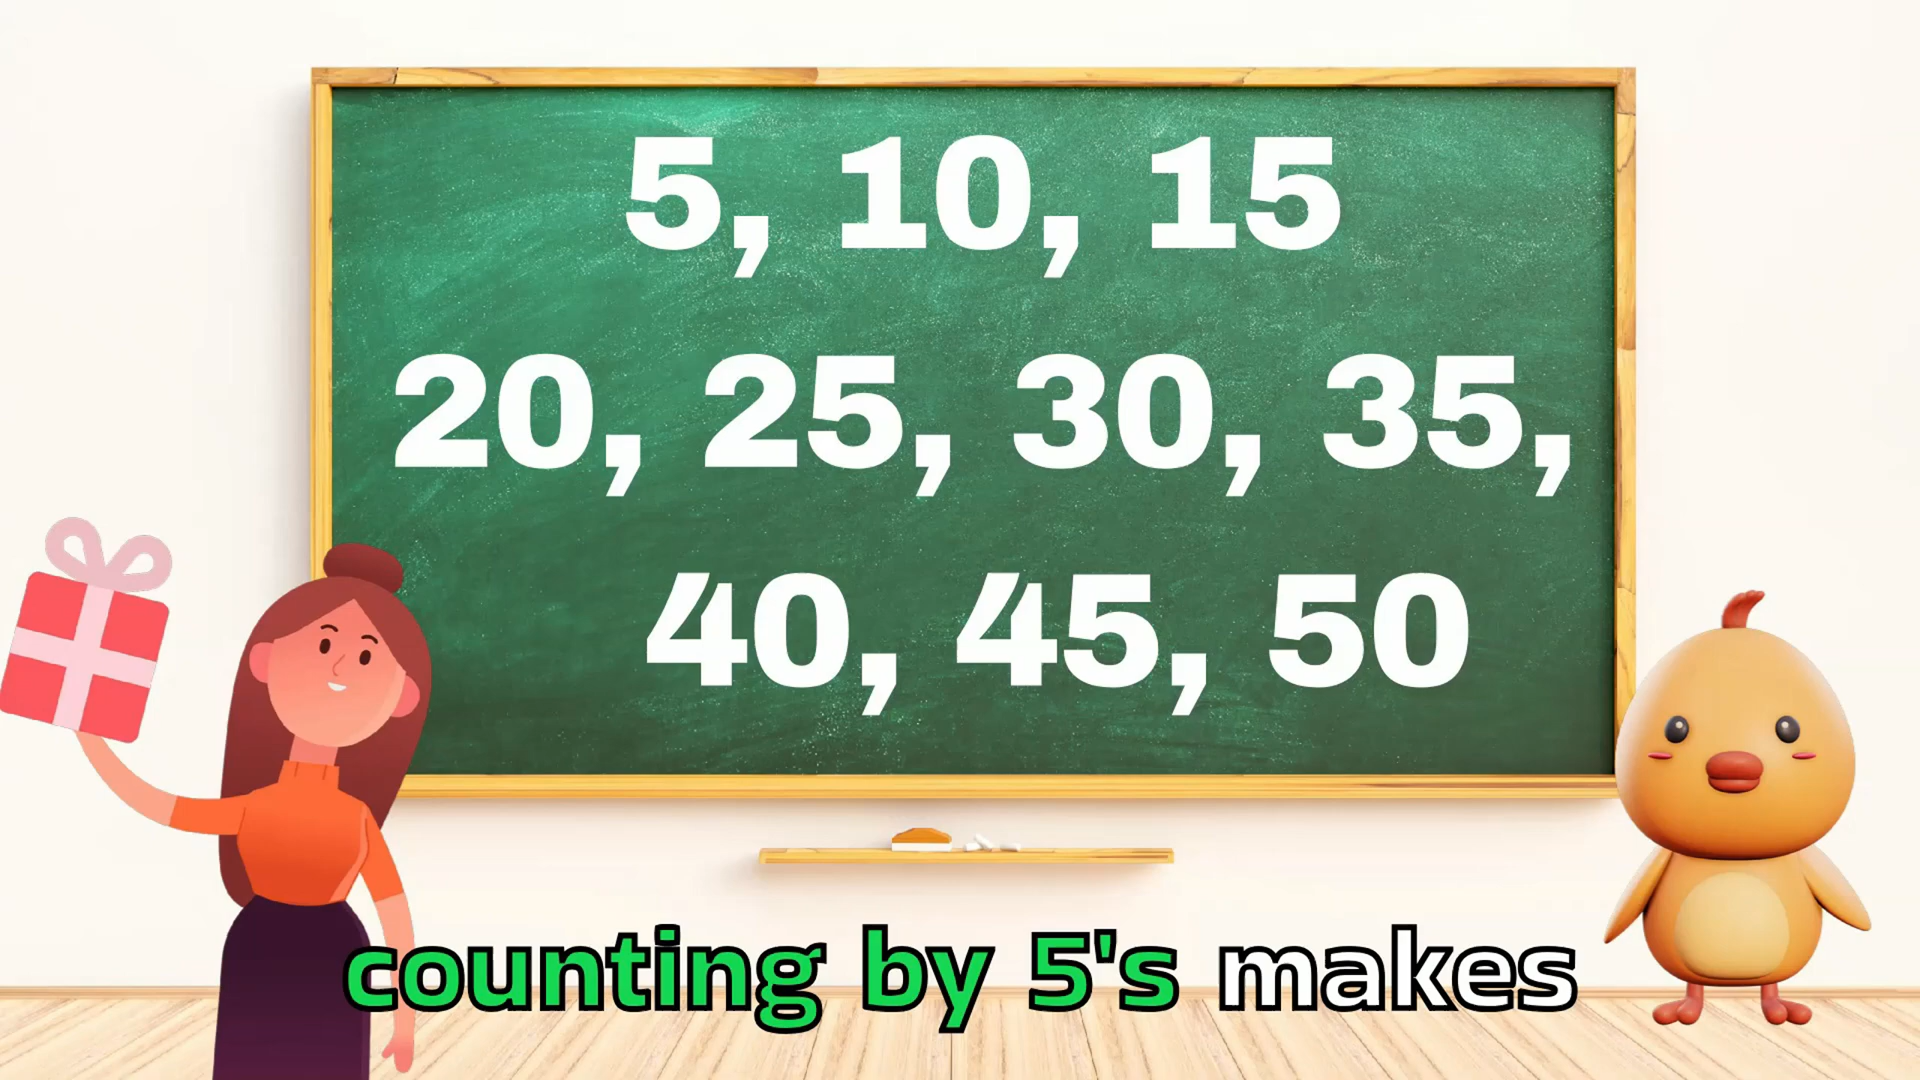 5, 10, 15
20, 25, 30, 35,
40, 45, 50
counting by 5's makes